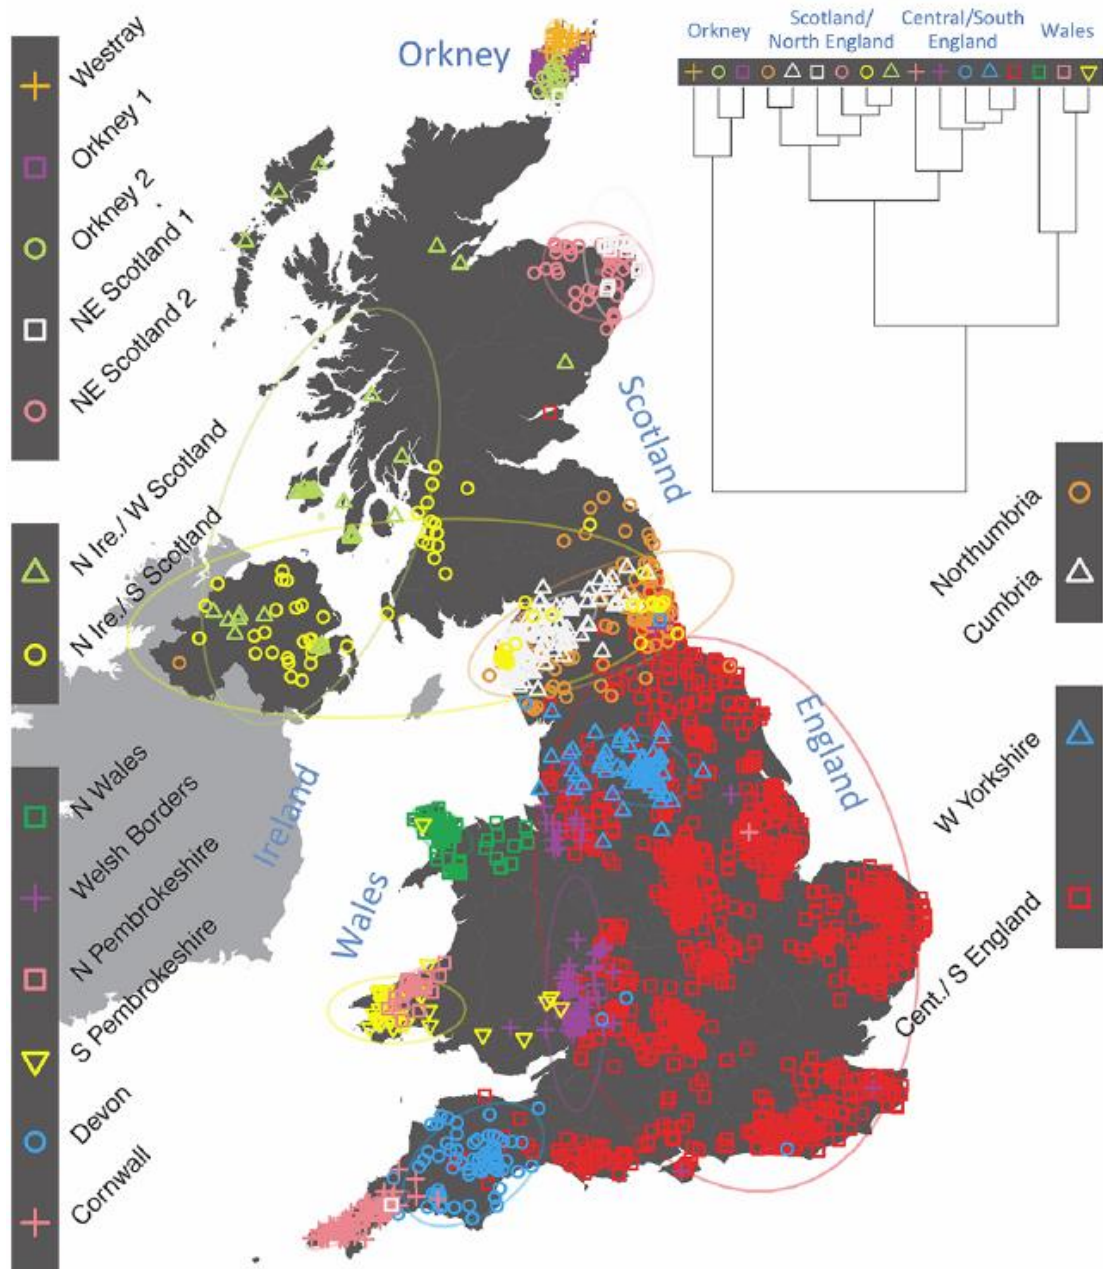 Westray
Orkney 1
Orkney 2
NE Scotland 1
NE Scotland 2
N Ire./ W Scotland
N Ire./ S Scotland
N Wales
Welsh Borders
N Pembrokeshire
S Pembrokeshire
Devon
Cornwall
Orkney
Scotland
England
Ireland
Wales
Orkney
Scotland/
North England
Central/South
England
Wales
Northumbria
Cumbria
W Yorkshire
Cent./ S England